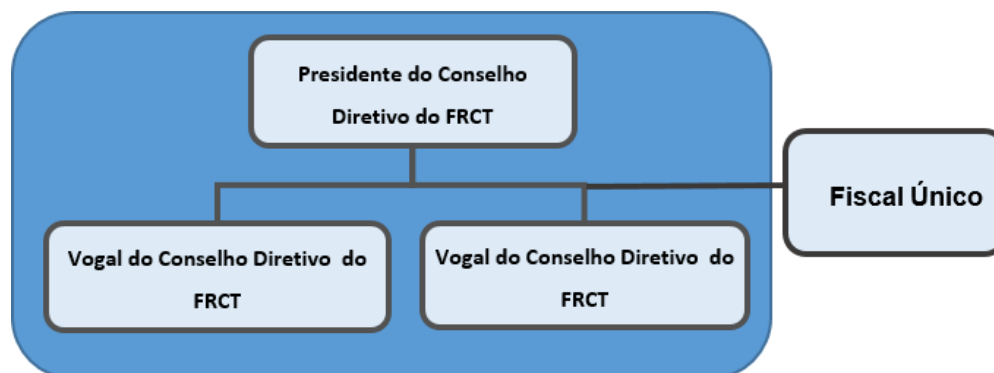 Presidente do Conselho
Diretivo do FRCT
Fiscal Único
Vogal do Conselho Diretivo do
FRCT
Vogal do Conselho Diretivo do
FRCT